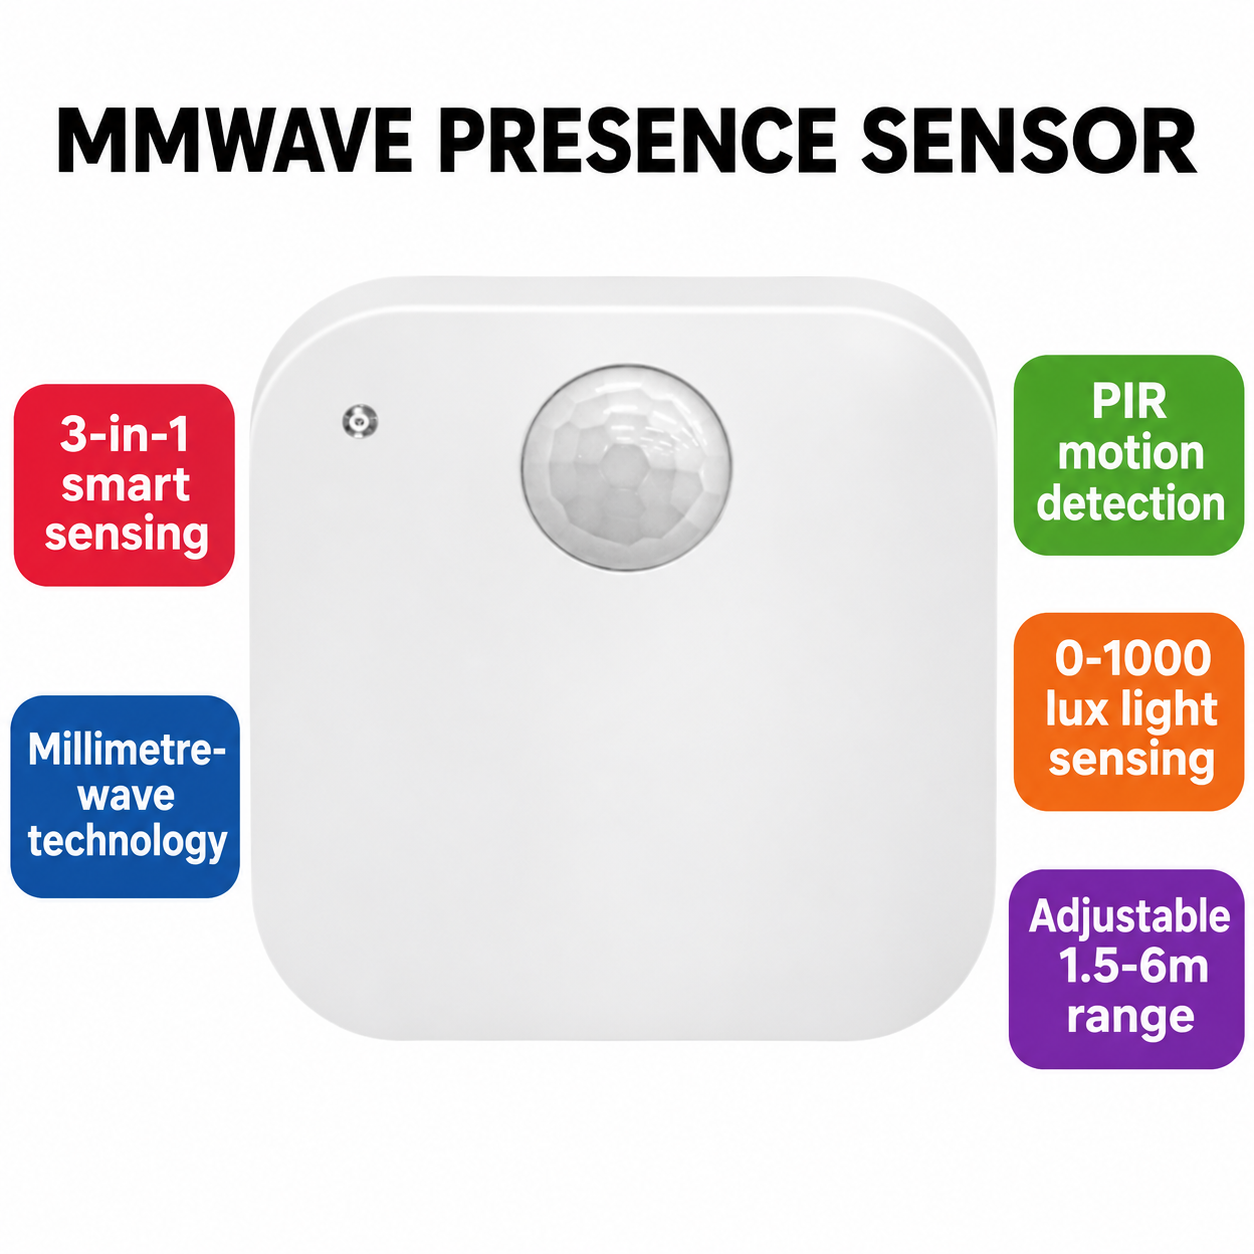 MMWAVE PRESENCE SENSOR
3-in-1
smart
sensing
Millimetre-
wave
technology
PIR
motion
detection
0-1000
lux light
sensing
Adjustable
1.5-6m
range